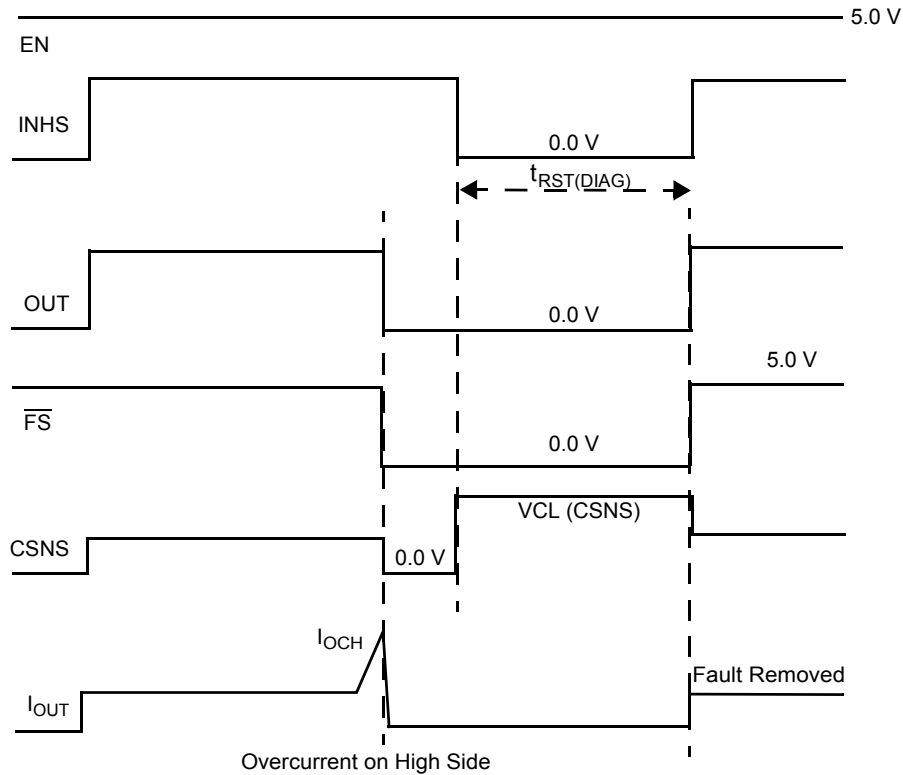 5.0 V
EN
INHS
0.0 V
tRST(DIAG)
OUT
0.0 V
5.0 V
FS
0.0 V
VCL (CSNS)
CSNS
0.0 V
IOCH
Fault Removed
IOUT
Overcurrent on High Side